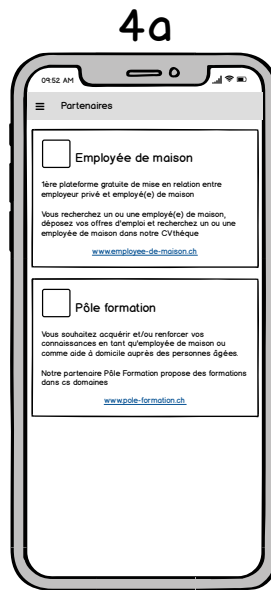 4a
09:52 AM
Partenaires
Employée de maison
1ère plateforme gratuite de mise en relation entre
employeur privé et employé(e) de maison
Vous recherchez un ou une employé(e) de maison,
déposez vos offres d'emploi et recherchez un ou une
employée de maison dans notre CVthèque
www.employee-de-maison.ch
Pôle formation
Vous souhaitez acquérir et/ou renforcer vos
connaissances en tant qu'employée de maison ou
comme aide à domicile auprès des personnes âgées.
Notre partenaire Pôle Formation propose des formations
dans cs domaines
www.pole-formation.ch